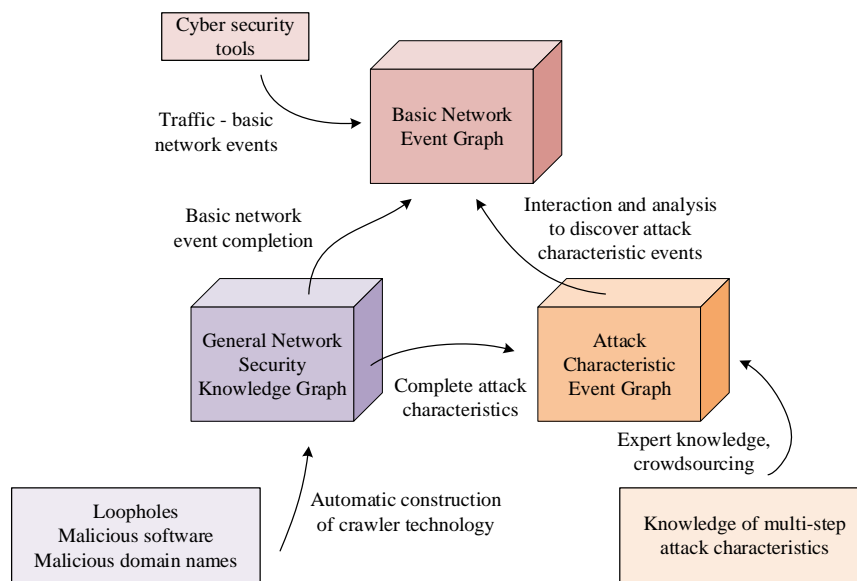 Cyber security
tools
Basic Network
Event Graph
Traffic - basic
network events
Basic network
event completion
Interaction and analysis
to discover attack
characteristic events
General Network
Security
Knowledge Graph
Complete attack
characteristics
Attack
Characteristic
Event Graph
Expert knowledge,
crowdsourcing
Loopholes
Malicious software
Malicious domain names
Automatic construction
of crawler technology
Knowledge of multi-step
attack characteristics